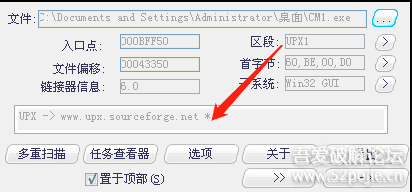 文件: C:\Documents and Settings\Administrator\桌面\CM1.exe ...
入口点: 000BFF50 区段: UPX1 >
文件偏移: 00043350 首字节: 60,BE,00,D0 >
链接器信息: 6.0 子系统: Win32 GUI >
UPX -> www.upx.sourceforge.net *
多重扫描 任务查看器 选项 关于
置于顶部(S) >
吾爱破解论坛
www.52pojie.cn